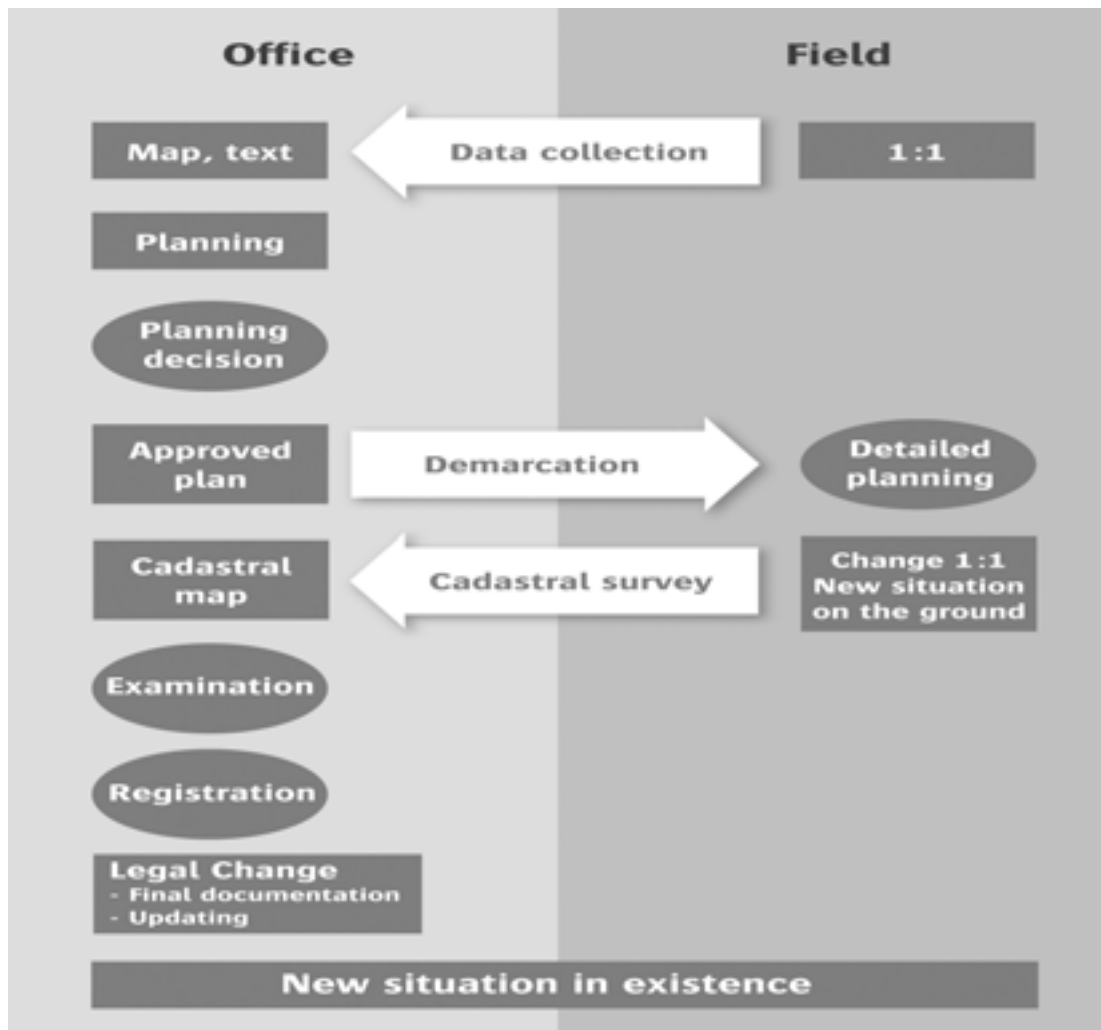 Office
Field
Map, text
Data collection
1:1
Planning
Planning
decision
Approved
plan
Demarcation
Detailed
planning
Cadastral
map
Cadastral survey
Change 1:1
New situation
on the ground
Examination
Registration
Legal Change
- Final documentation
- Updating
New situation in existence